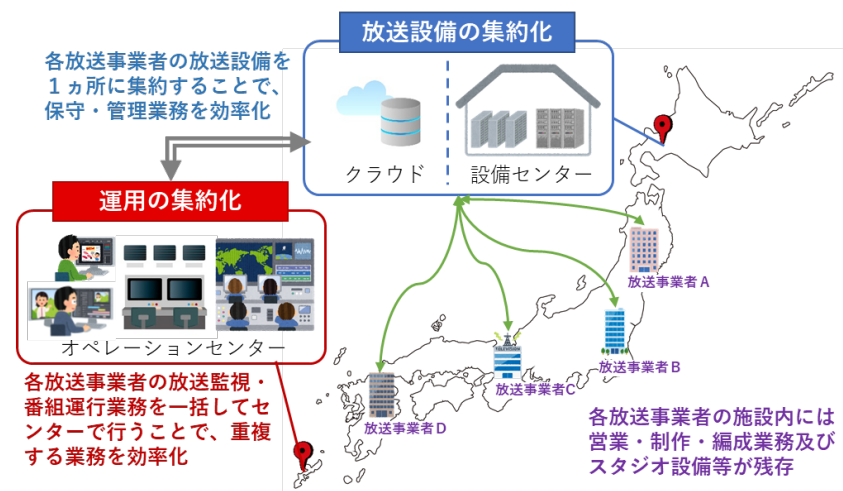 放送設備の集約化
各放送事業者の放送設備を
１ヵ所に集約することで、
保守・管理業務を効率化
クラウド
設備センター
運用の集約化
オペレーションセンター
各放送事業者の放送監視・
番組運行業務を一括してセ
ンターで行うことで、重複
する業務を効率化
放送事業者A
放送事業者B
TELEVISION
放送事業者C
放送事業者D
各放送事業者の施設内には
営業・制作・編成業務及び
スタジオ設備等が残存